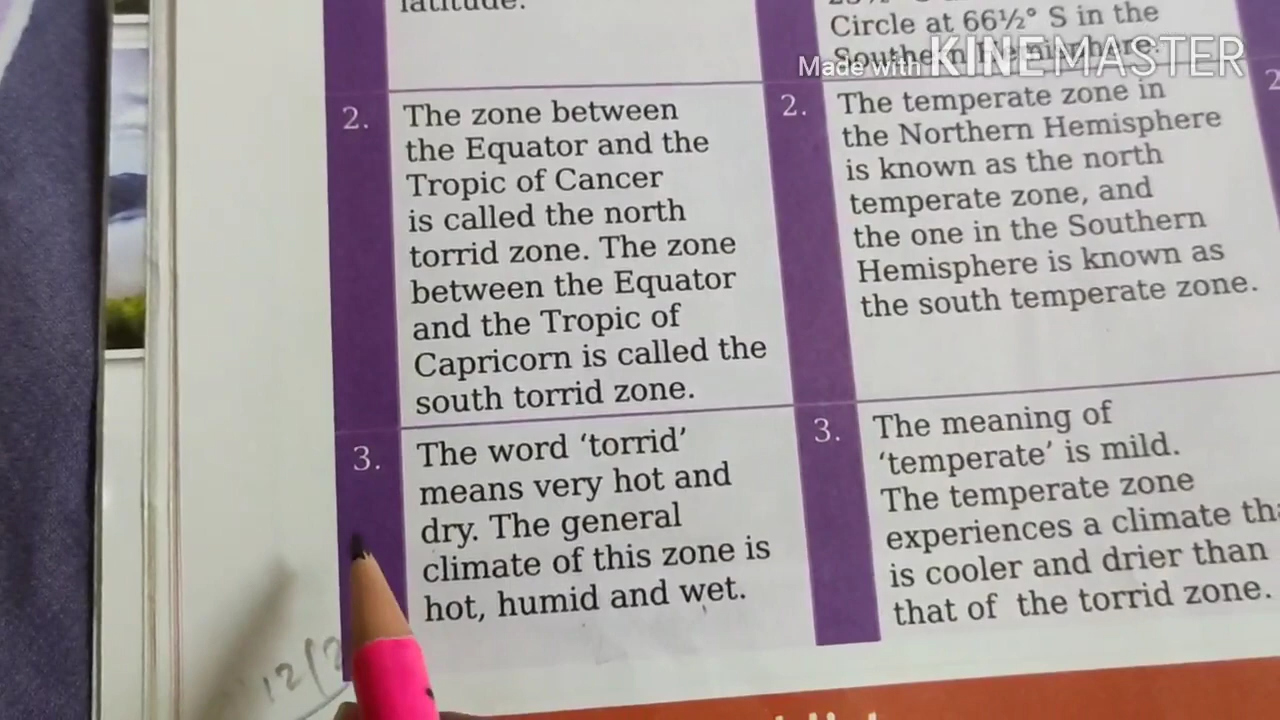 latitude.
2.
The zone between
the Equator and the
Tropic of Cancer
is called the north
torrid zone. The zone
between the Equator
and the Tropic of
Capricorn is called the
south torrid zone.
3.
The word ‘torrid’
means very hot and
dry. The general
climate of this zone is
hot, humid and wet.
Circle at 66½° S in the
Southern Hemisphere.
2.
The temperate zone in
the Northern Hemisphere
is known as the north
temperate zone, and
the one in the Southern
Hemisphere is known as
the south temperate zone.
3.
The meaning of
‘temperate’ is mild.
The temperate zone
experiences a climate
is cooler and drier than
that of the torrid zone.
2
Made with KINEMASTER